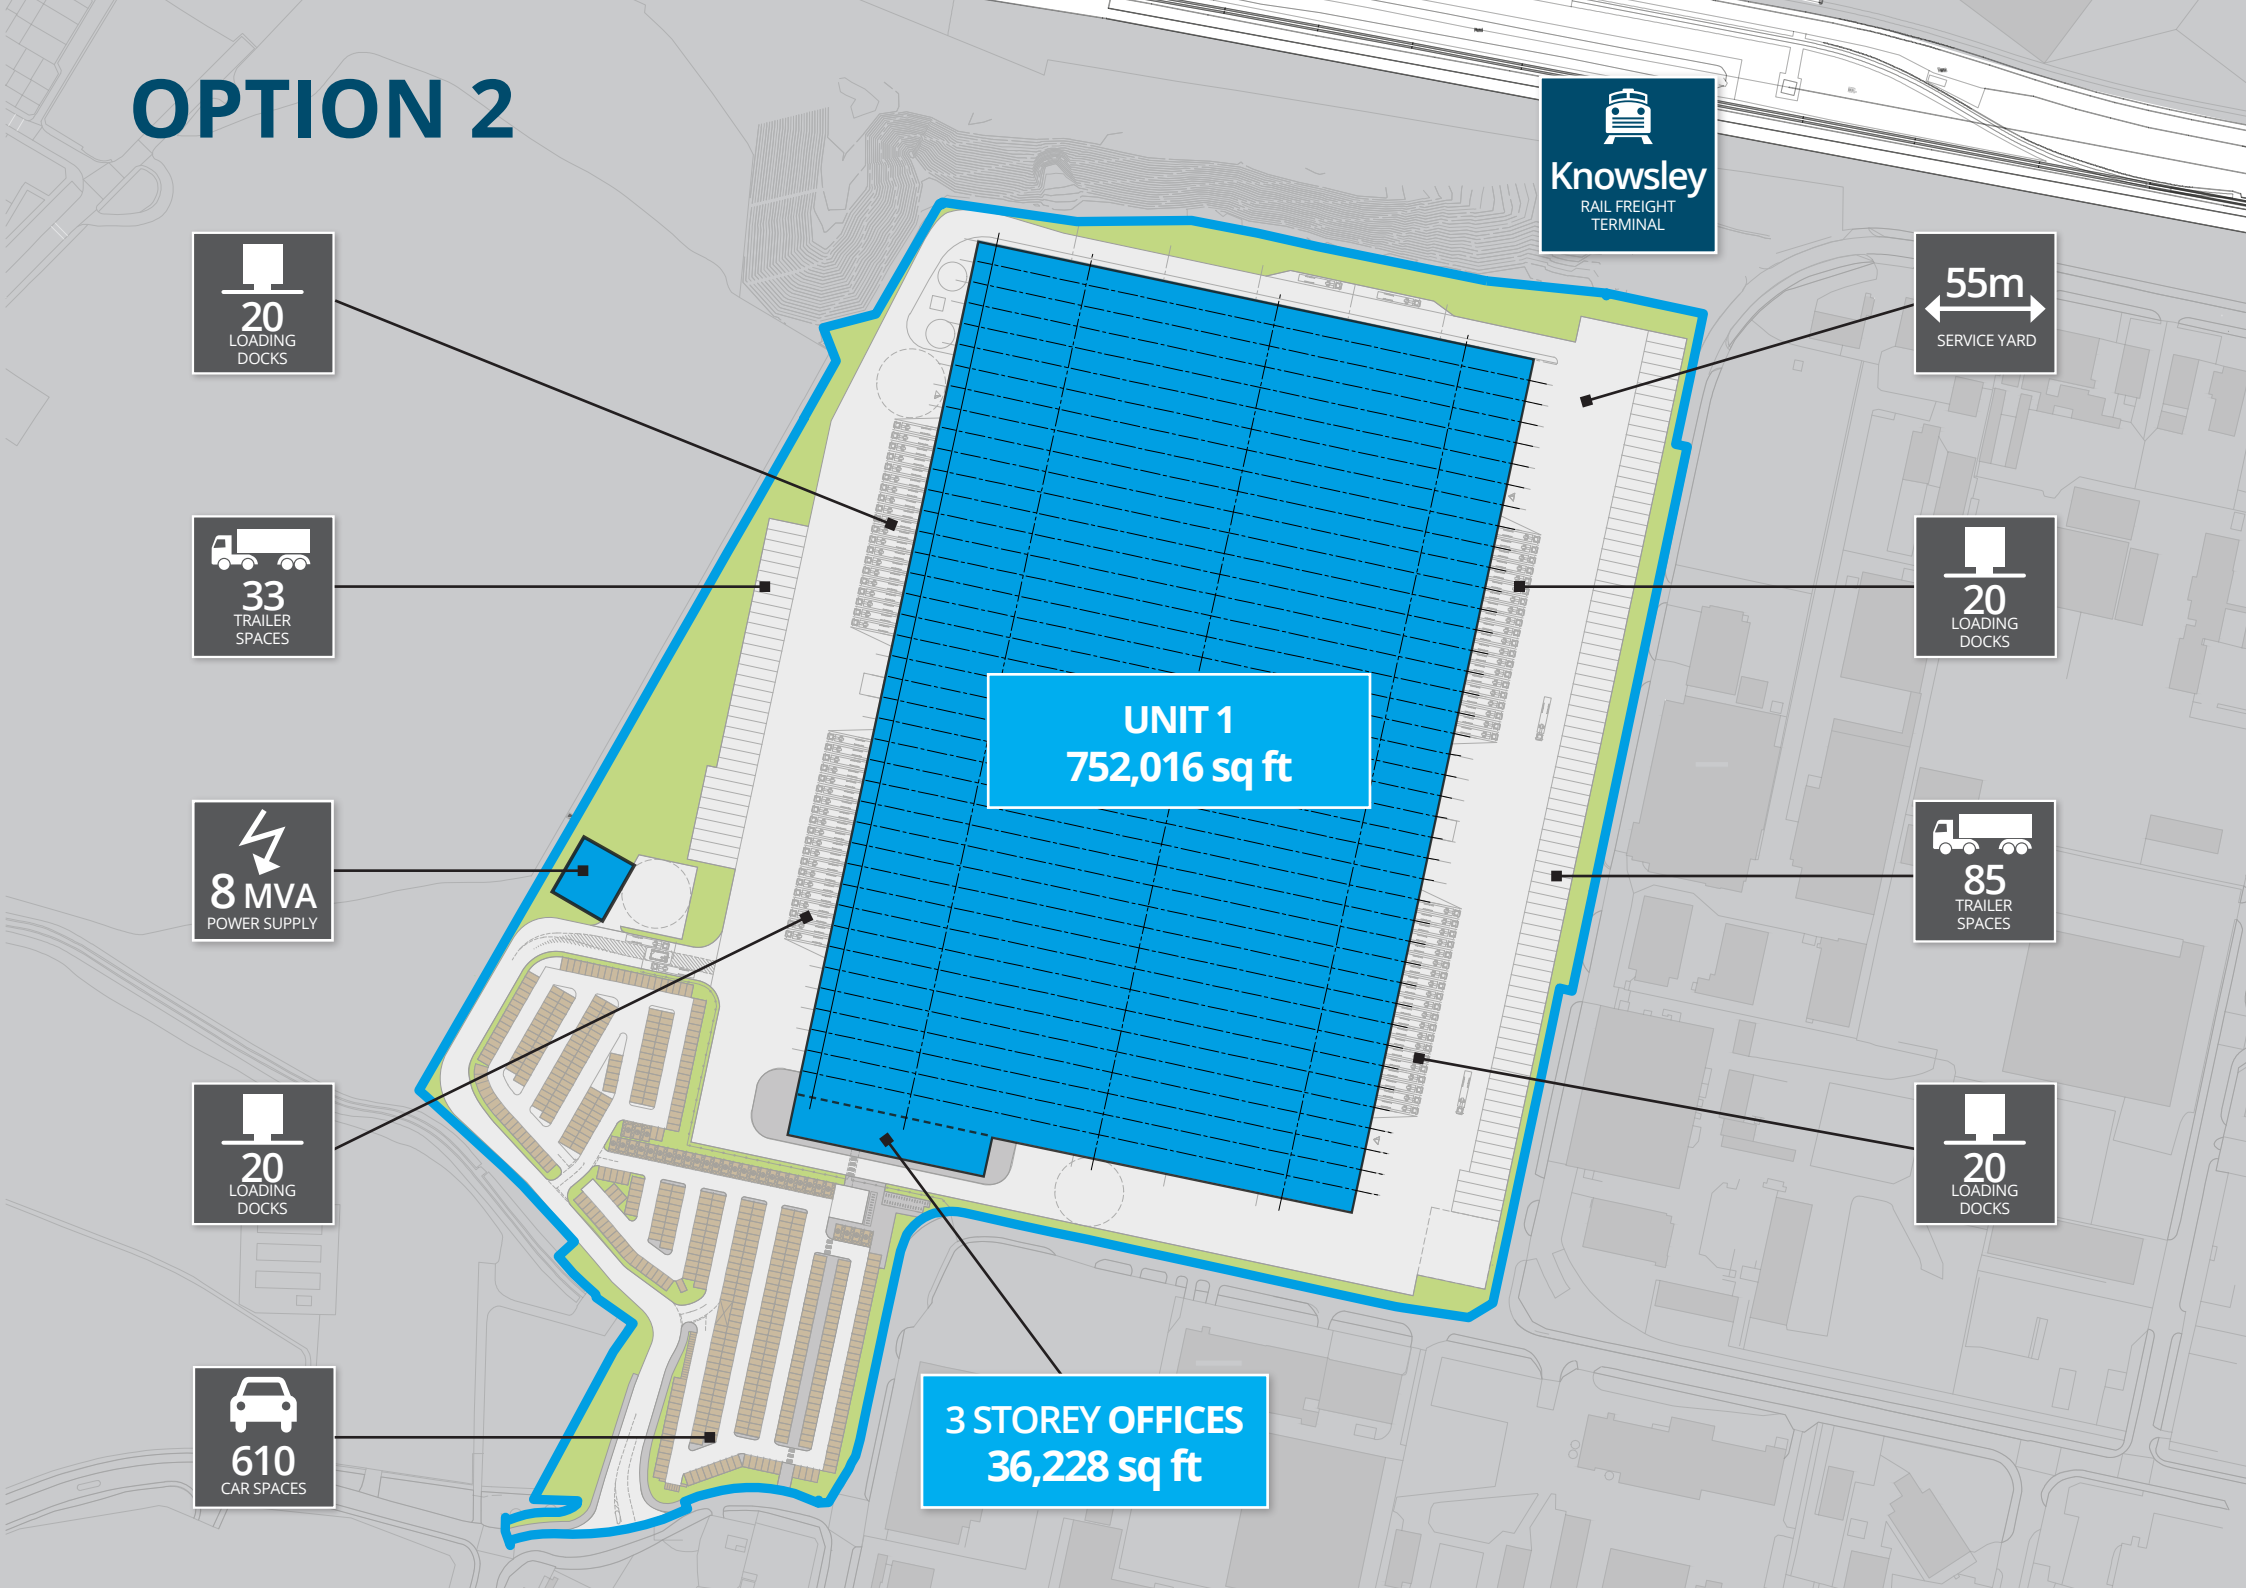 OPTION 2
Knowsley
RAIL FREIGHT
TERMINAL
20
LOADING
DOCKS
55m
SERVICE YARD
33
TRAILER
SPACES
20
LOADING
DOCKS
UNIT 1
752,016 sq ft
8 MVA
POWER SUPPLY
85
TRAILER
SPACES
20
LOADING
DOCKS
20
LOADING
DOCKS
610
CAR SPACES
3 STOREY OFFICES
36,228 sq ft